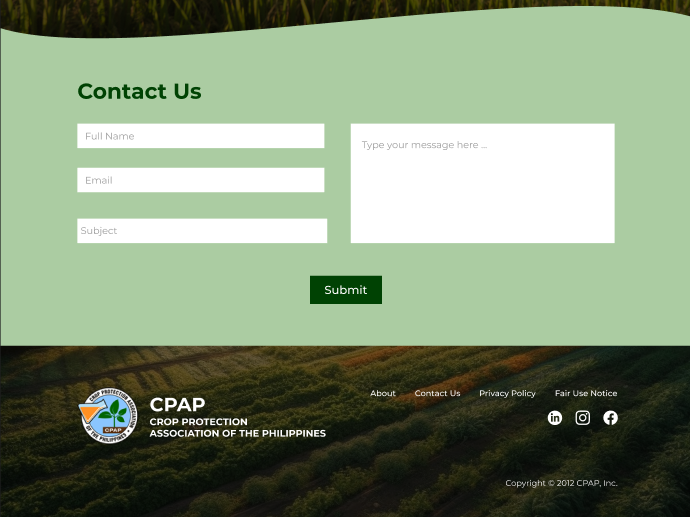 Contact Us
Full Name
Type your message here ...
Email
Subject
Submit
About
Contact Us
Privacy Policy
Fair Use Notice
CROP PROTECTION ASSOCIATION
OF THE PHILIPPINES
CPAP
CPAP
CROP PROTECTION
ASSOCIATION OF THE PHILIPPINES
in
Copyright © 2012 CPAP, Inc.